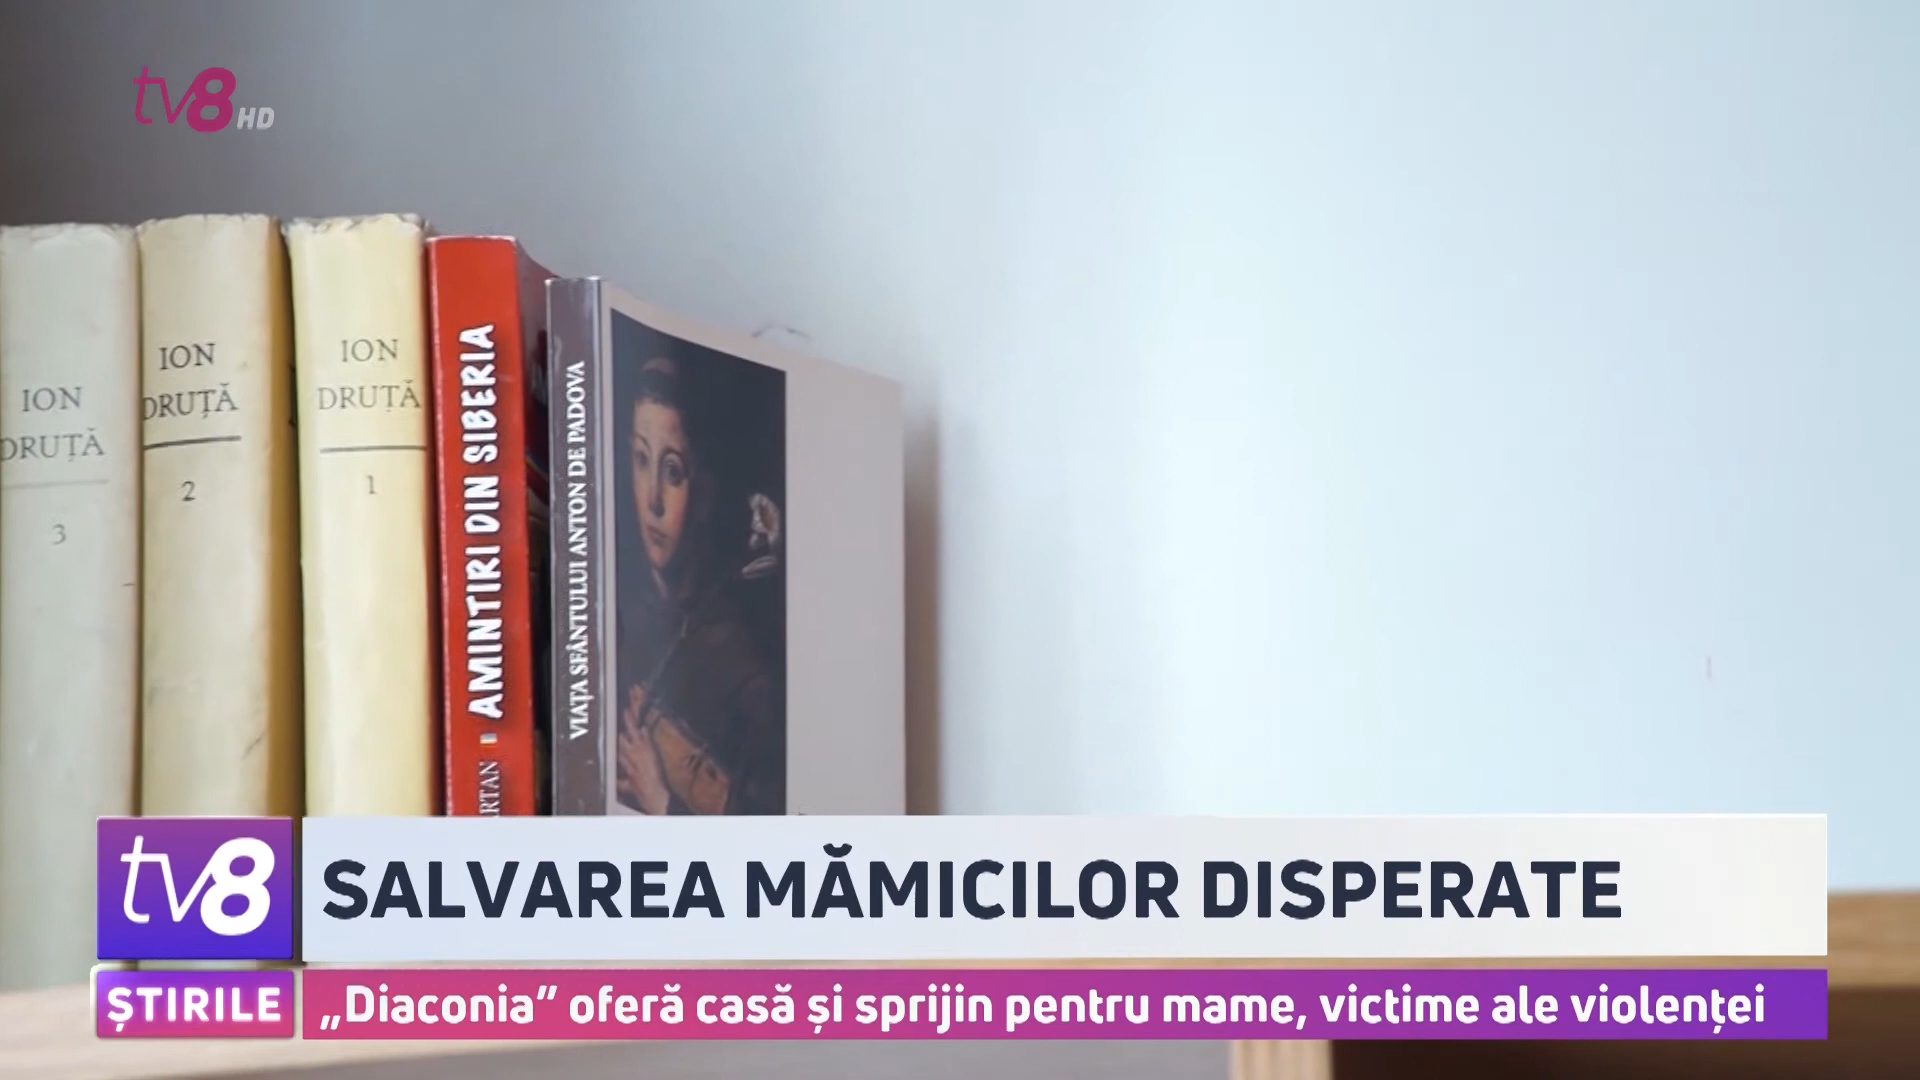 tv8 HD
ION
DRUȚĂ
3
ION
DRUȚĂ
2
ION
DRUȚĂ
1
AMINTIRI DIN SIBERIA
VIAȚA SFÂNTULUI ANTON DE PADOVA
tv8
SALVAREA MĂMICILOR DISPERATE
ȘTIRILE
„Diaconia” oferă casă și sprijin pentru mame, victime ale violenței